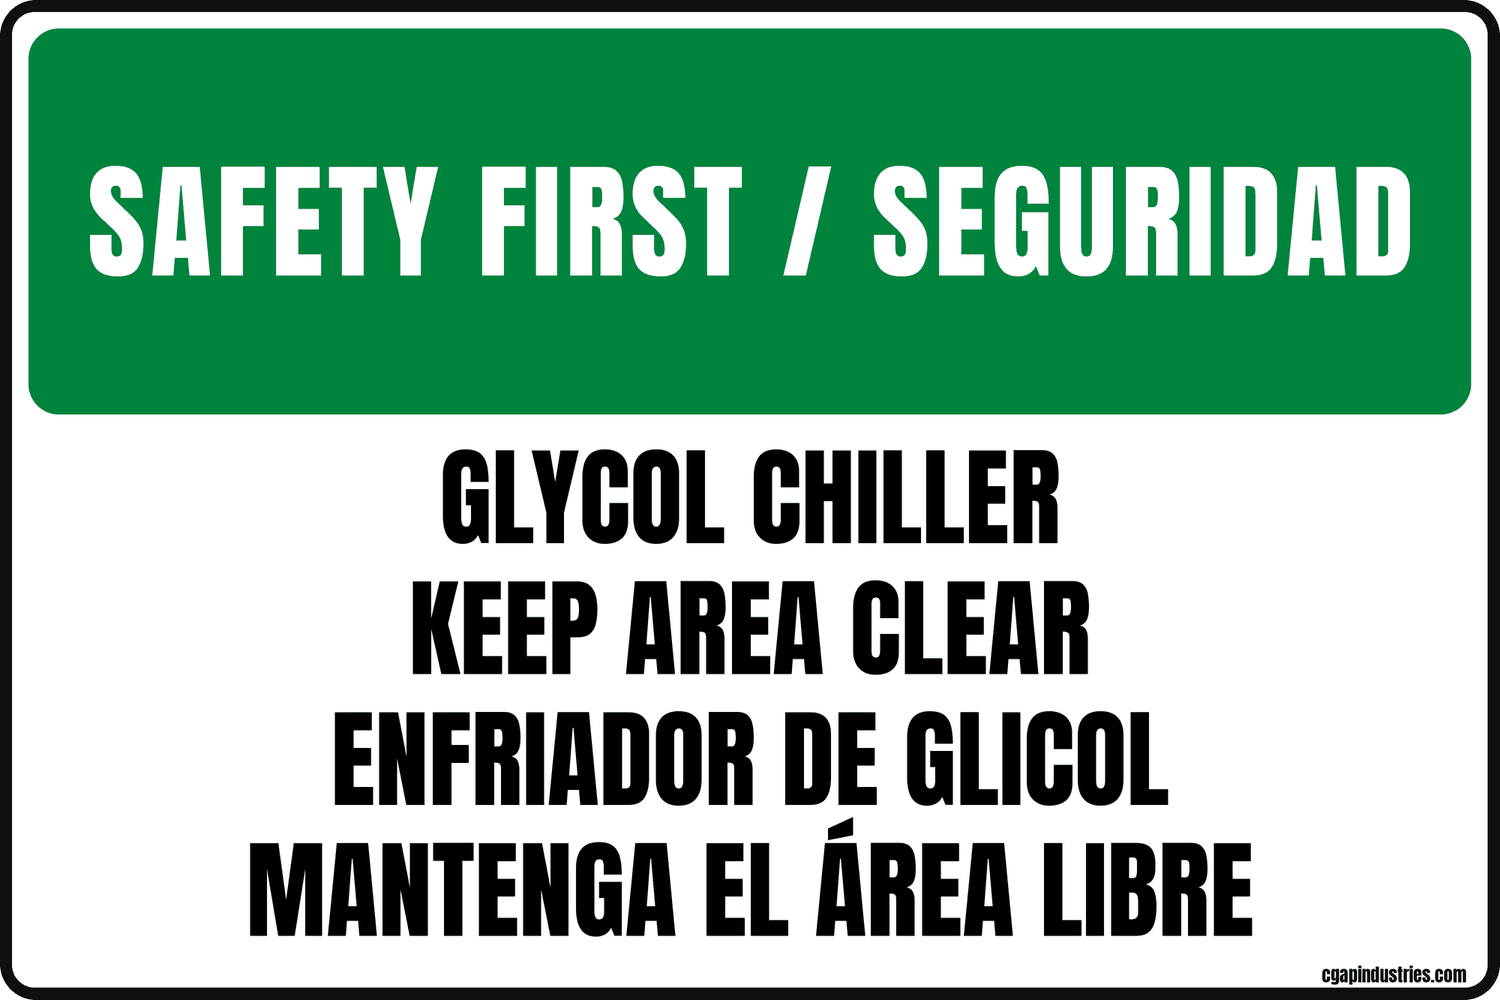 SAFETY FIRST / SEGURIDAD
GLYCOL CHILLER
KEEP AREA CLEAR
ENFRIADOR DE GLICOL
MANTENGA EL ÁREA LIBRE
cgapindustries.com